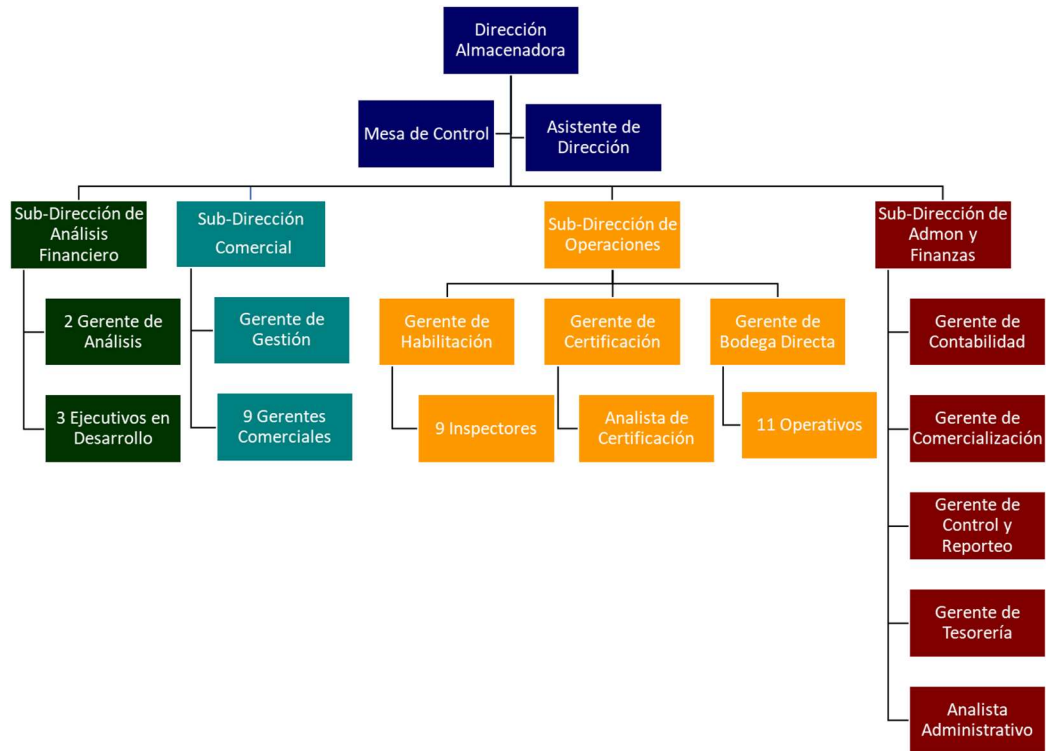 Dirección
Almacenadora
Mesa de Control
Asistente de
Dirección
Sub-Dirección de
Análisis
Financiero
2 Gerente de
Análisis
3 Ejecutivos en
Desarrollo
Sub-Dirección
Comercial
Gerente de
Gestión
9 Gerentes
Comerciales
Sub-Dirección de
Operaciones
Gerente de
Habilitación
9 Inspectores
Gerente de
Certificación
Analista de
Certificación
Gerente de
Bodega Directa
11 Operativos
Sub-Dirección de
Admon y
Finanzas
Gerente de
Contabilidad
Gerente de
Comercialización
Gerente de
Control y
Reporteo
Gerente de
Tesorería
Analista
Administrativo